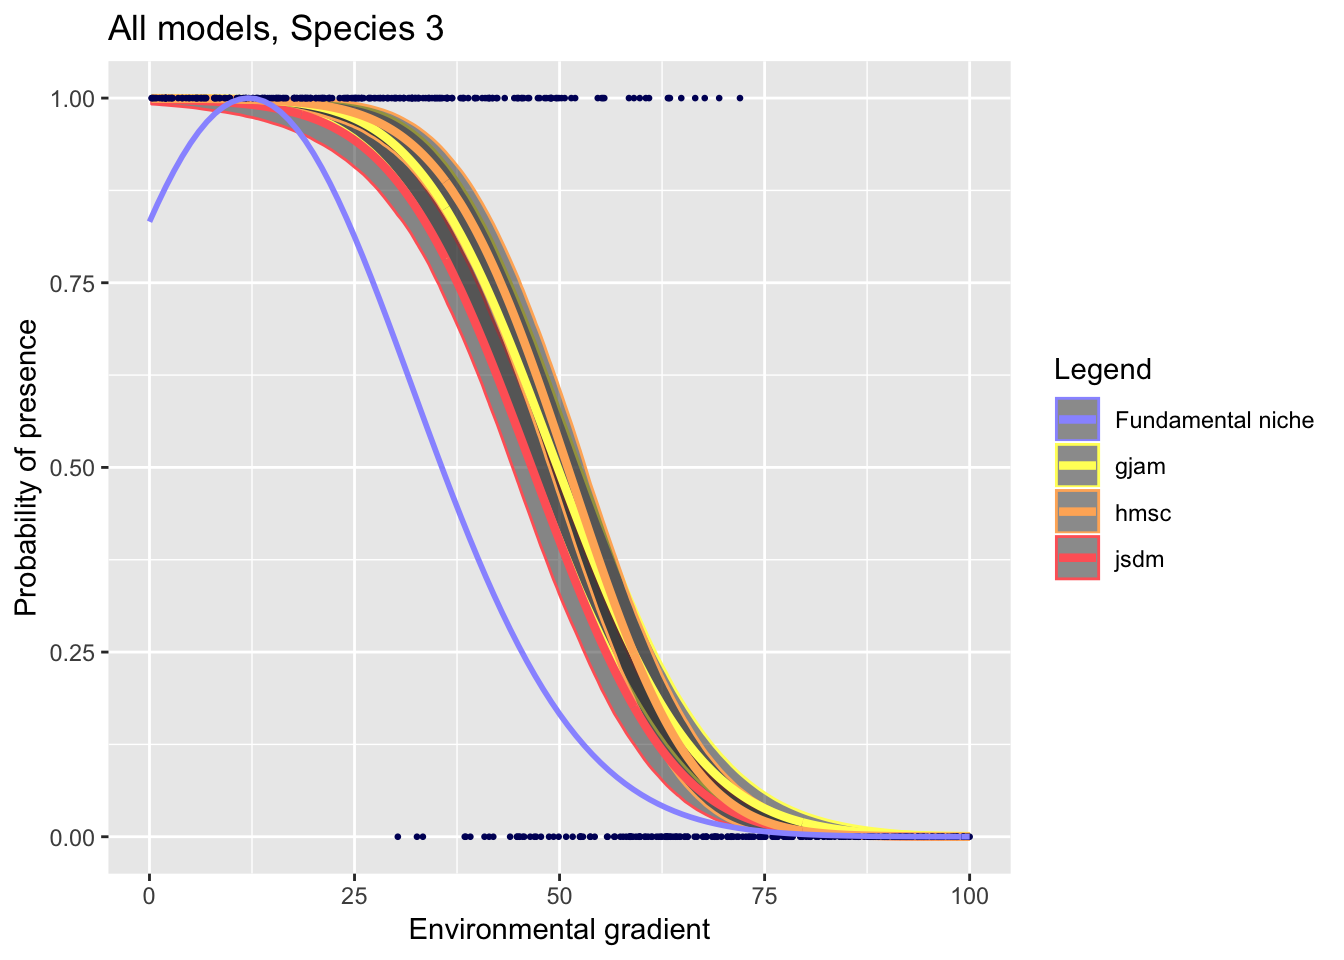 All models, Species 3
Probability of presence
1.00
0.75
0.50
0.25
0.00
0
25
50
75
100
Environmental gradient
Legend
Fundamental niche
gjam
hmsc
jsdm